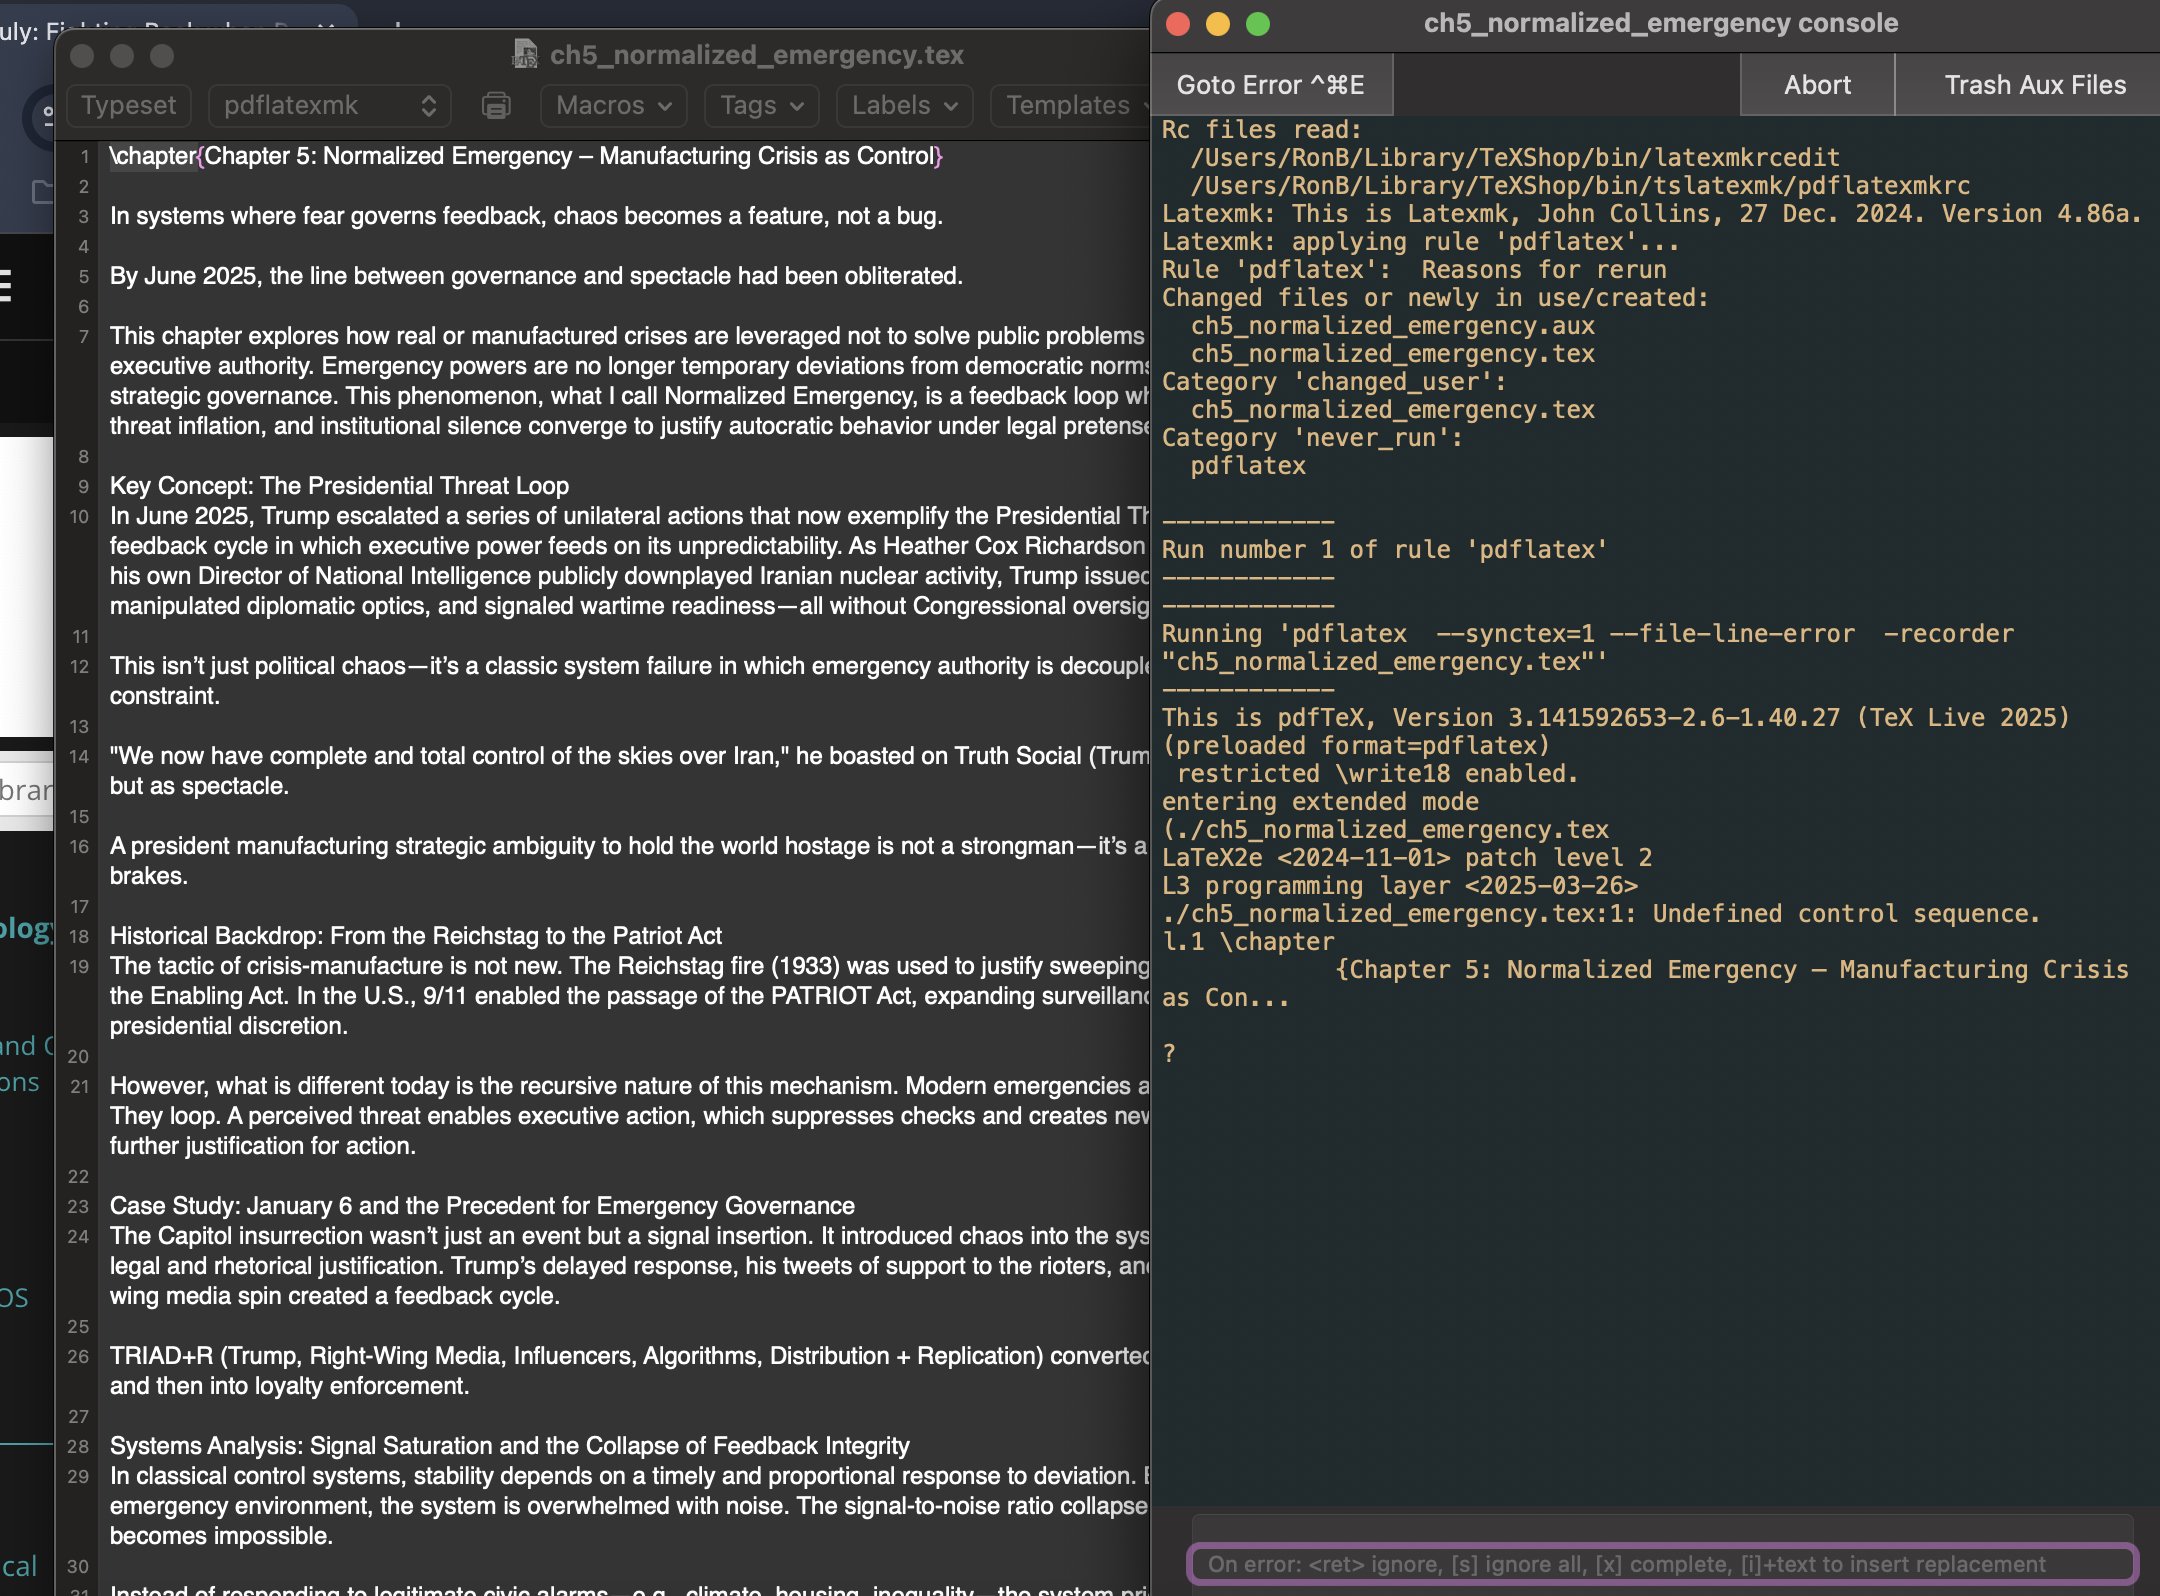 uly:
ch5_normalized_emergency.tex
Typeset
pdflatexmk
Macros
Tags
Labels
Templates
1 \chapter{Chapter 5: Normalized Emergency – Manufacturing Crisis as Control}
2
3 In systems where fear governs feedback, chaos becomes a feature, not a bug.
4
5 By June 2025, the line between governance and spectacle had been obliterated.
6
7 This chapter explores how real or manufactured crises are leveraged not to solve public problems
executive authority. Emergency powers are no longer temporary deviations from democratic norms
strategic governance. This phenomenon, what I call Normalized Emergency, is a feedback loop wh
threat inflation, and institutional silence converge to justify autocratic behavior under legal pretense
8
9 Key Concept: The Presidential Threat Loop
10 In June 2025, Trump escalated a series of unilateral actions that now exemplify the Presidential Th
feedback cycle in which executive power feeds on its unpredictability. As Heather Cox Richardson
his own Director of National Intelligence publicly downplayed Iranian nuclear activity, Trump issued
manipulated diplomatic optics, and signaled wartime readiness—all without Congressional oversig
11
12 This isn’t just political chaos—it’s a classic system failure in which emergency authority is decouple
constraint.
13
14 "We now have complete and total control of the skies over Iran," he boasted on Truth Social (Trum
but as spectacle.
15
16 A president manufacturing strategic ambiguity to hold the world hostage is not a strongman—it’s a
brakes.
17
18 Historical Backdrop: From the Reichstag to the Patriot Act
19 The tactic of crisis-manufacture is not new. The Reichstag fire (1933) was used to justify sweeping
the Enabling Act. In the U.S., 9/11 enabled the passage of the PATRIOT Act, expanding surveillanc
presidential discretion.
20
21 However, what is different today is the recursive nature of this mechanism. Modern emergencies a
They loop. A perceived threat enables executive action, which suppresses checks and creates new
further justification for action.
22
23 Case Study: January 6 and the Precedent for Emergency Governance
24 The Capitol insurrection wasn’t just an event but a signal insertion. It introduced chaos into the sys
legal and rhetorical justification. Trump’s delayed response, his tweets of support to the rioters, and
wing media spin created a feedback cycle.
25
26 TRIAD+R (Trump, Right-Wing Media, Influencers, Algorithms, Distribution + Replication) converted
and then into loyalty enforcement.
27
28 Systems Analysis: Signal Saturation and the Collapse of Feedback Integrity
29 In classical control systems, stability depends on a timely and proportional response to deviation.
emergency environment, the system is overwhelmed with noise. The signal-to-noise ratio collapse
becomes impossible.
30
31 Instead of responding to legitimate civic alarms—e.g., climate, housing, inequality—the system pri
brar
ology
and
ons
OS
cal
ch5_normalized_emergency console
Goto Error ^⌘E
Abort
Trash Aux Files
Rc files read:
/Users/RonB/Library/TeXShop/bin/latexmkrcedit
/Users/RonB/Library/TeXShop/bin/tslatexmk/pdflatexmkrc
Latexmk: This is Latexmk, John Collins, 27 Dec. 2024. Version 4.86a.
Latexmk: applying rule 'pdflatex'...
Rule 'pdflatex':  Reasons for rerun
Changed files or newly in use/created:
ch5_normalized_emergency.aux
ch5_normalized_emergency.tex
Category 'changed_user':
ch5_normalized_emergency.tex
Category 'never_run':
pdflatex
------------
Run number 1 of rule 'pdflatex'
------------
------------
Running 'pdflatex  --synctex=1 --file-line-error  -recorder
"ch5_normalized_emergency.tex"'
------------
This is pdfTeX, Version 3.141592653-2.6-1.40.27 (TeX Live 2025)
(preloaded format=pdflatex)
restricted \write18 enabled.
entering extended mode
(./ch5_normalized_emergency.tex
LaTeX2e <2024-11-01> patch level 2
L3 programming layer <2025-03-26>
./ch5_normalized_emergency.tex:1: Undefined control sequence.
l.1 \chapter
{Chapter 5: Normalized Emergency – Manufacturing Crisis
as Con...
?
On error: <ret> ignore, [s] ignore all, [x] complete, [i]+text to insert replacement